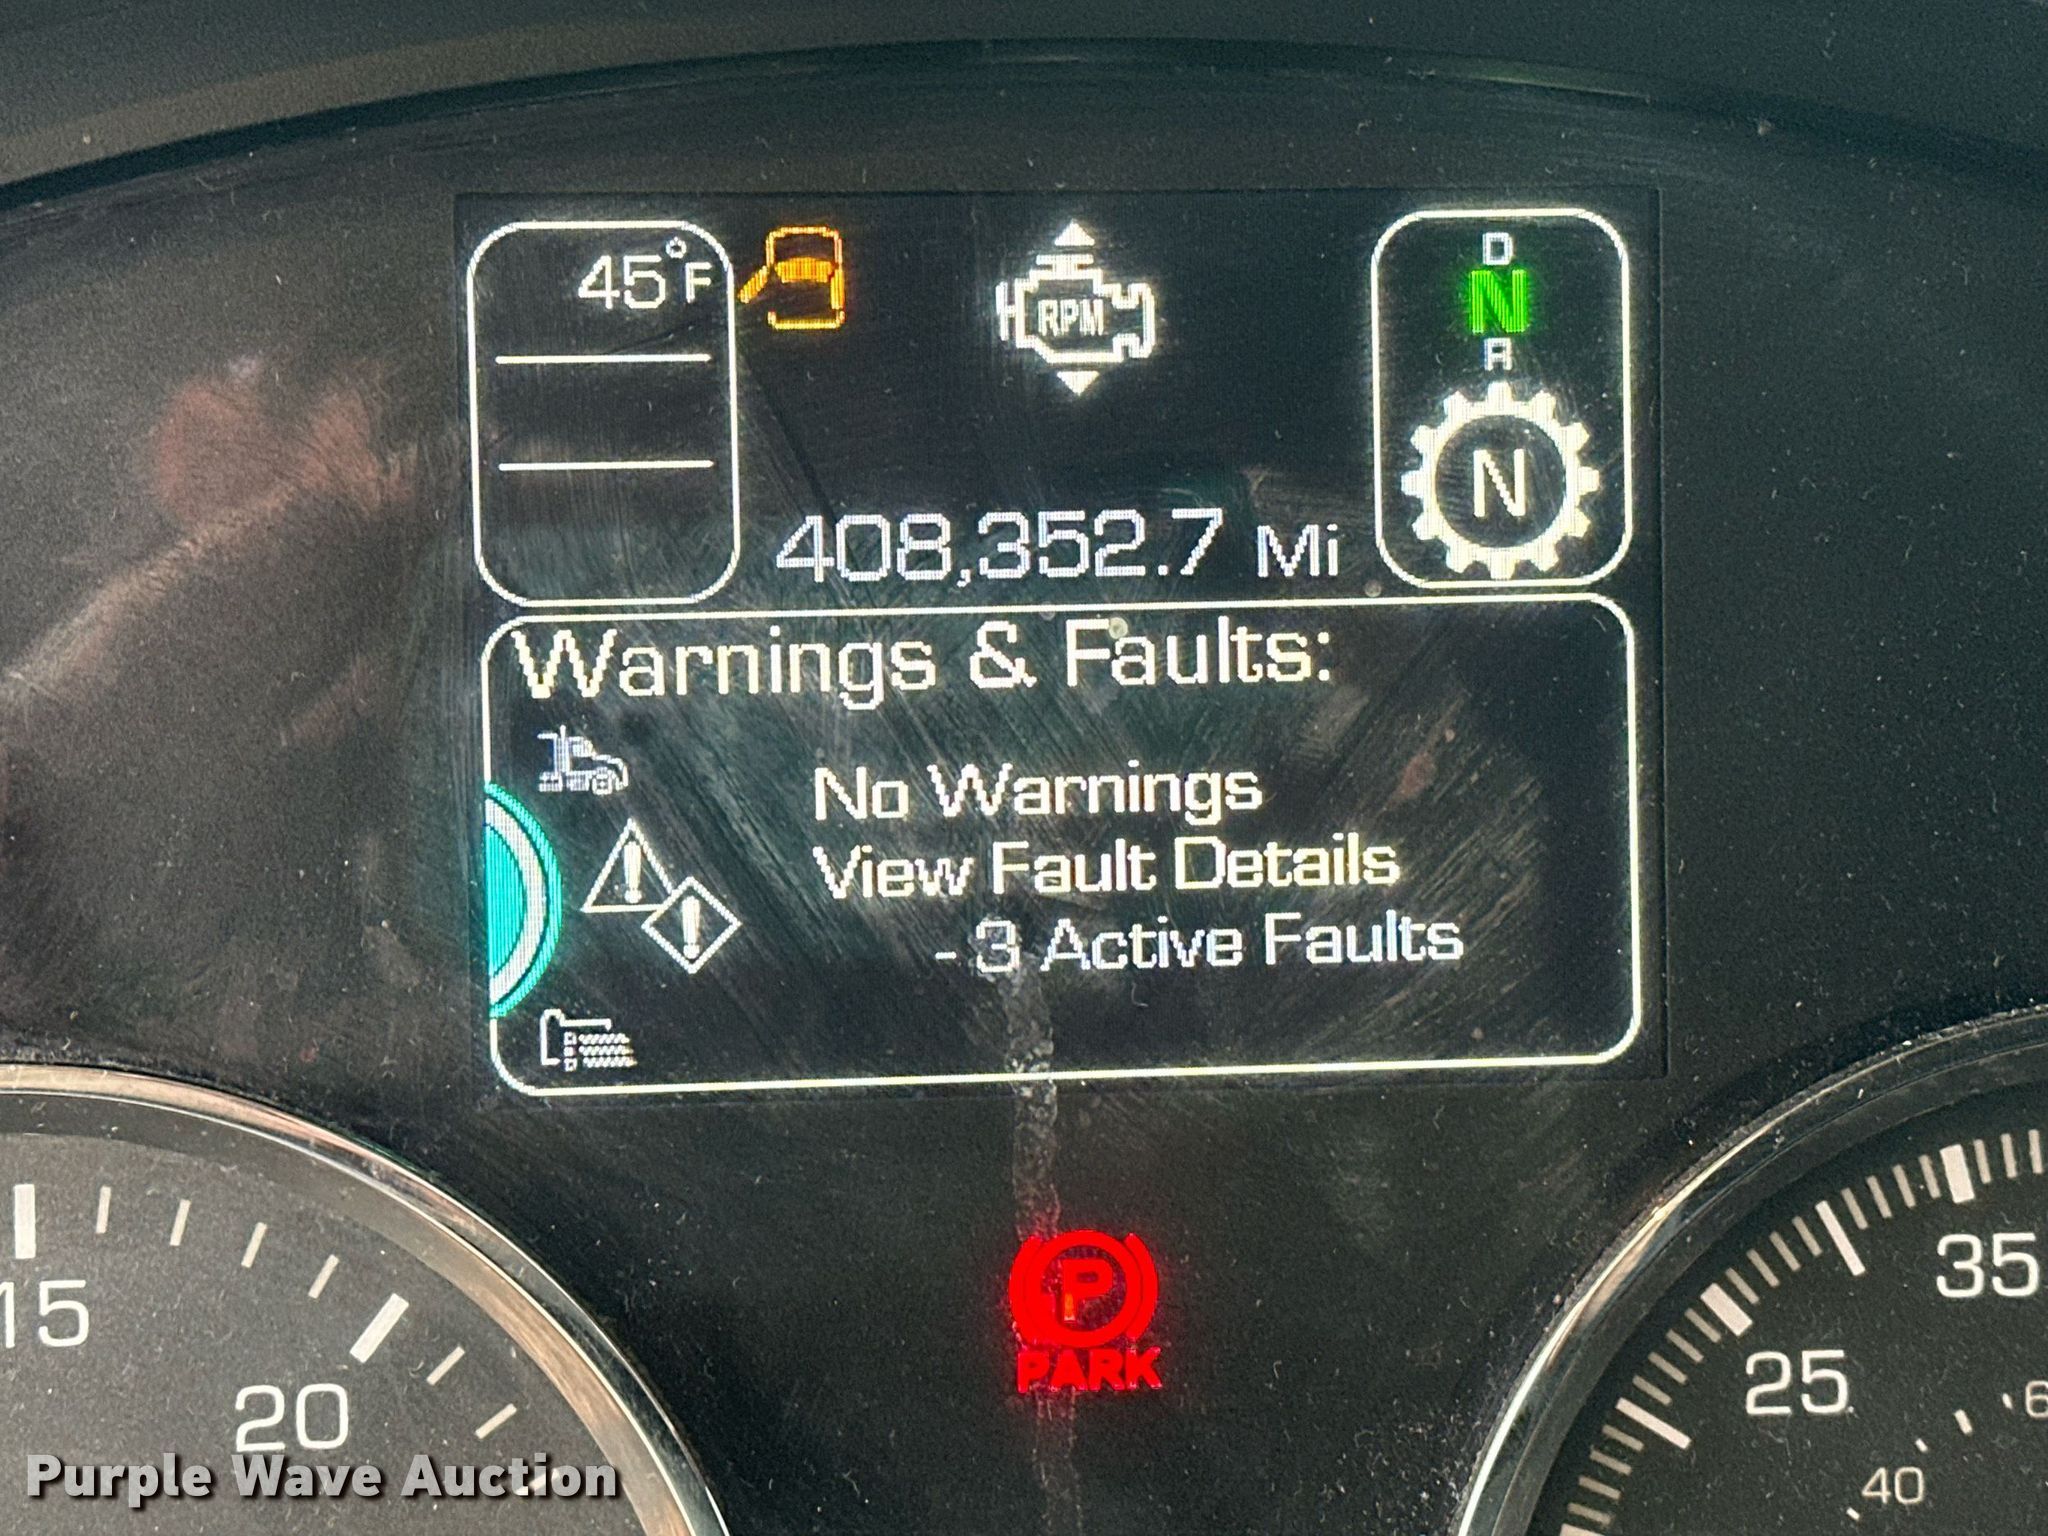 45°F
RPM
D
N
R
N
408,352.7 Mi
Warnings & Faults:
No Warnings
View Fault Details
- 3 Active Faults
P
PARK
15
20
35
25
40
Purple Wave Auction